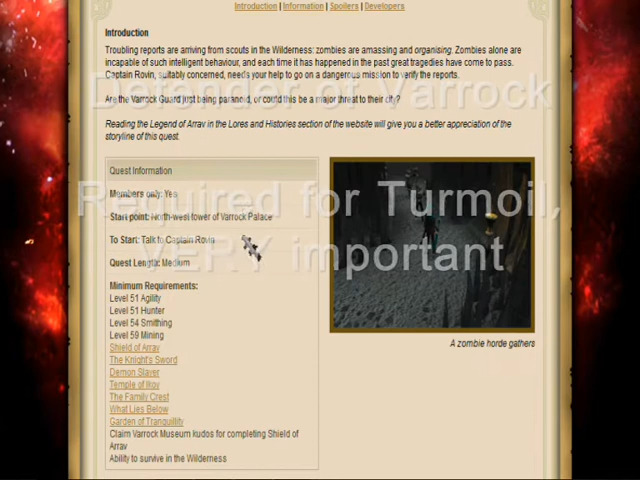 Introduction | Information | Spoilers | Developers
Introduction
Troubling reports are arriving from scouts in the Wilderness: zombies are amassing and organising. Zombies alone are
incapable of such intelligent behaviour, and each time it has happened in the past great tragedies have come to pass.
Captain Rovin, suitably concerned, needs your help to go on a dangerous mission to verify the reports.
Defender of Varrock
Are the Varrock Guard just being paranoid, or could this be a major threat to their city?
Reading the Legend of Arrav in the Lores and Histories section of the website will give you a better appreciation of the
storyline of this quest.
Quest Information
Members only: Yes
Required for Turmoil,
Start point: North-west tower of Varrock Palace
To Start: Talk to Captain Rovin
VERY important
Quest Length: Medium
Minimum Requirements:
Level 51 Agility
Level 51 Hunter
Level 54 Smithing
Level 59 Mining
Shield of Arrav
The Knight's Sword
Demon Slayer
Temple of Ikov
The Family Crest
What Lies Below
Garden of Tranquillity
Claim Varrock Museum kudos for completing Shield of
Arrav
Ability to survive in the Wilderness
A zombie horde gathers